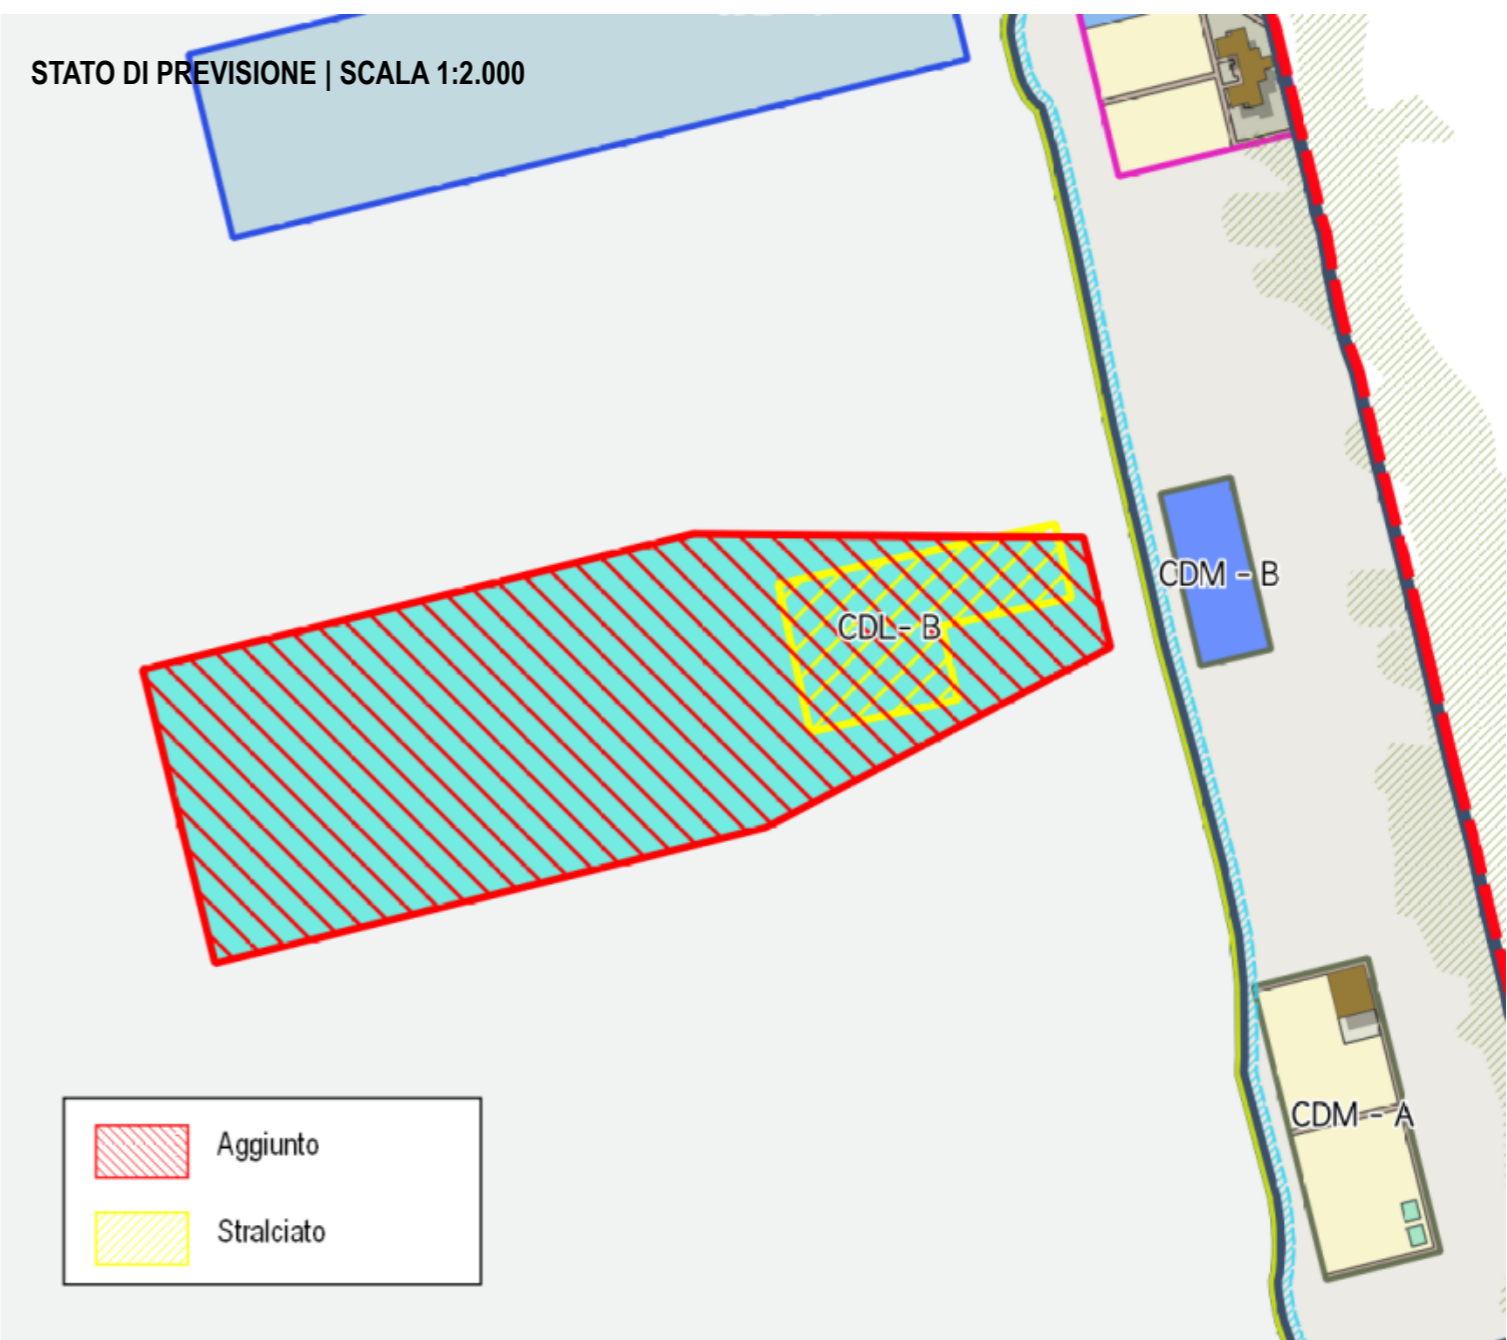 STATO DI PREVISIONE | SCALA 1:2.000
CDM - B
CDL- B
CDM - A
Aggiunto
Stralciato